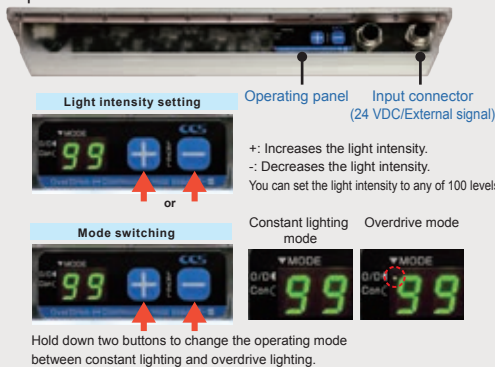 Operating panel
Input connector
(24 VDC/External signal)
Light intensity setting
▼MODE
CCS
O/D
Con
99
+ -
or
+: Increases the light intensity.
-: Decreases the light intensity.
You can set the light intensity to any of 100 levels
Mode switching
▼MODE
CCS
O/D
Con
99
+ -
Constant lighting
mode
Overdrive mode
▼MODE
O/D
Con
99
▼MODE
O/D
Con
99
Hold down two buttons to change the operating mode
between constant lighting and overdrive lighting.